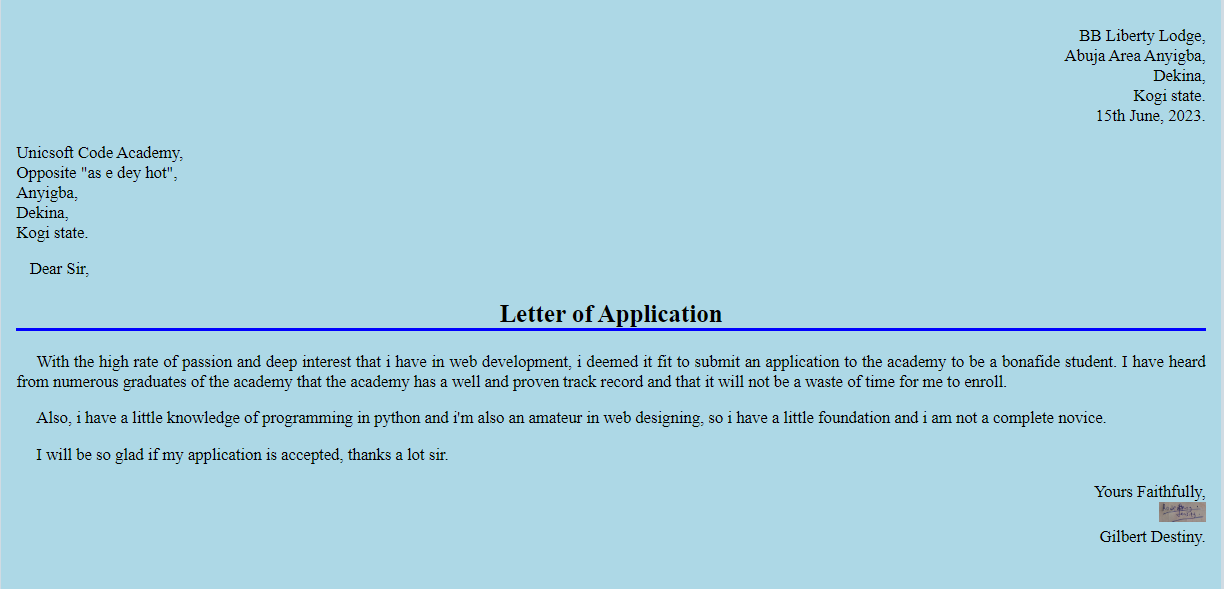 BB Liberty Lodge,
Abuja Area Anyigba,
Dekina,
Kogi state.
15th June, 2023.
Unicsoft Code Academy,
Opposite "as e dey hot",
Anyigba,
Dekina,
Kogi state.
Dear Sir,
Letter of Application
With the high rate of passion and deep interest that i have in web development, i deemed it fit to submit an application to the academy to be a bonafide student. I have heard
from numerous graduates of the academy that the academy has a well and proven track record and that it will not be a waste of time for me to enroll.
Also, i have a little knowledge of programming in python and i'm also an amateur in web designing, so i have a little foundation and i am not a complete novice.
I will be so glad if my application is accepted, thanks a lot sir.
Yours Faithfully,
Gilbert Destiny.